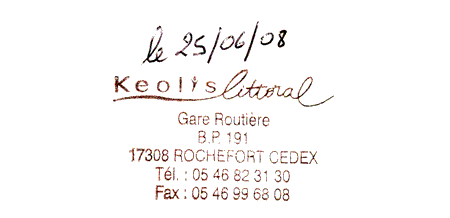 le 25/06/08
Keolis littoral
Gare Routière
B.P. 191
17308 ROCHEFORT CEDEX
Tél. : 05 46 82 31 30
Fax : 05 46 99 68 08